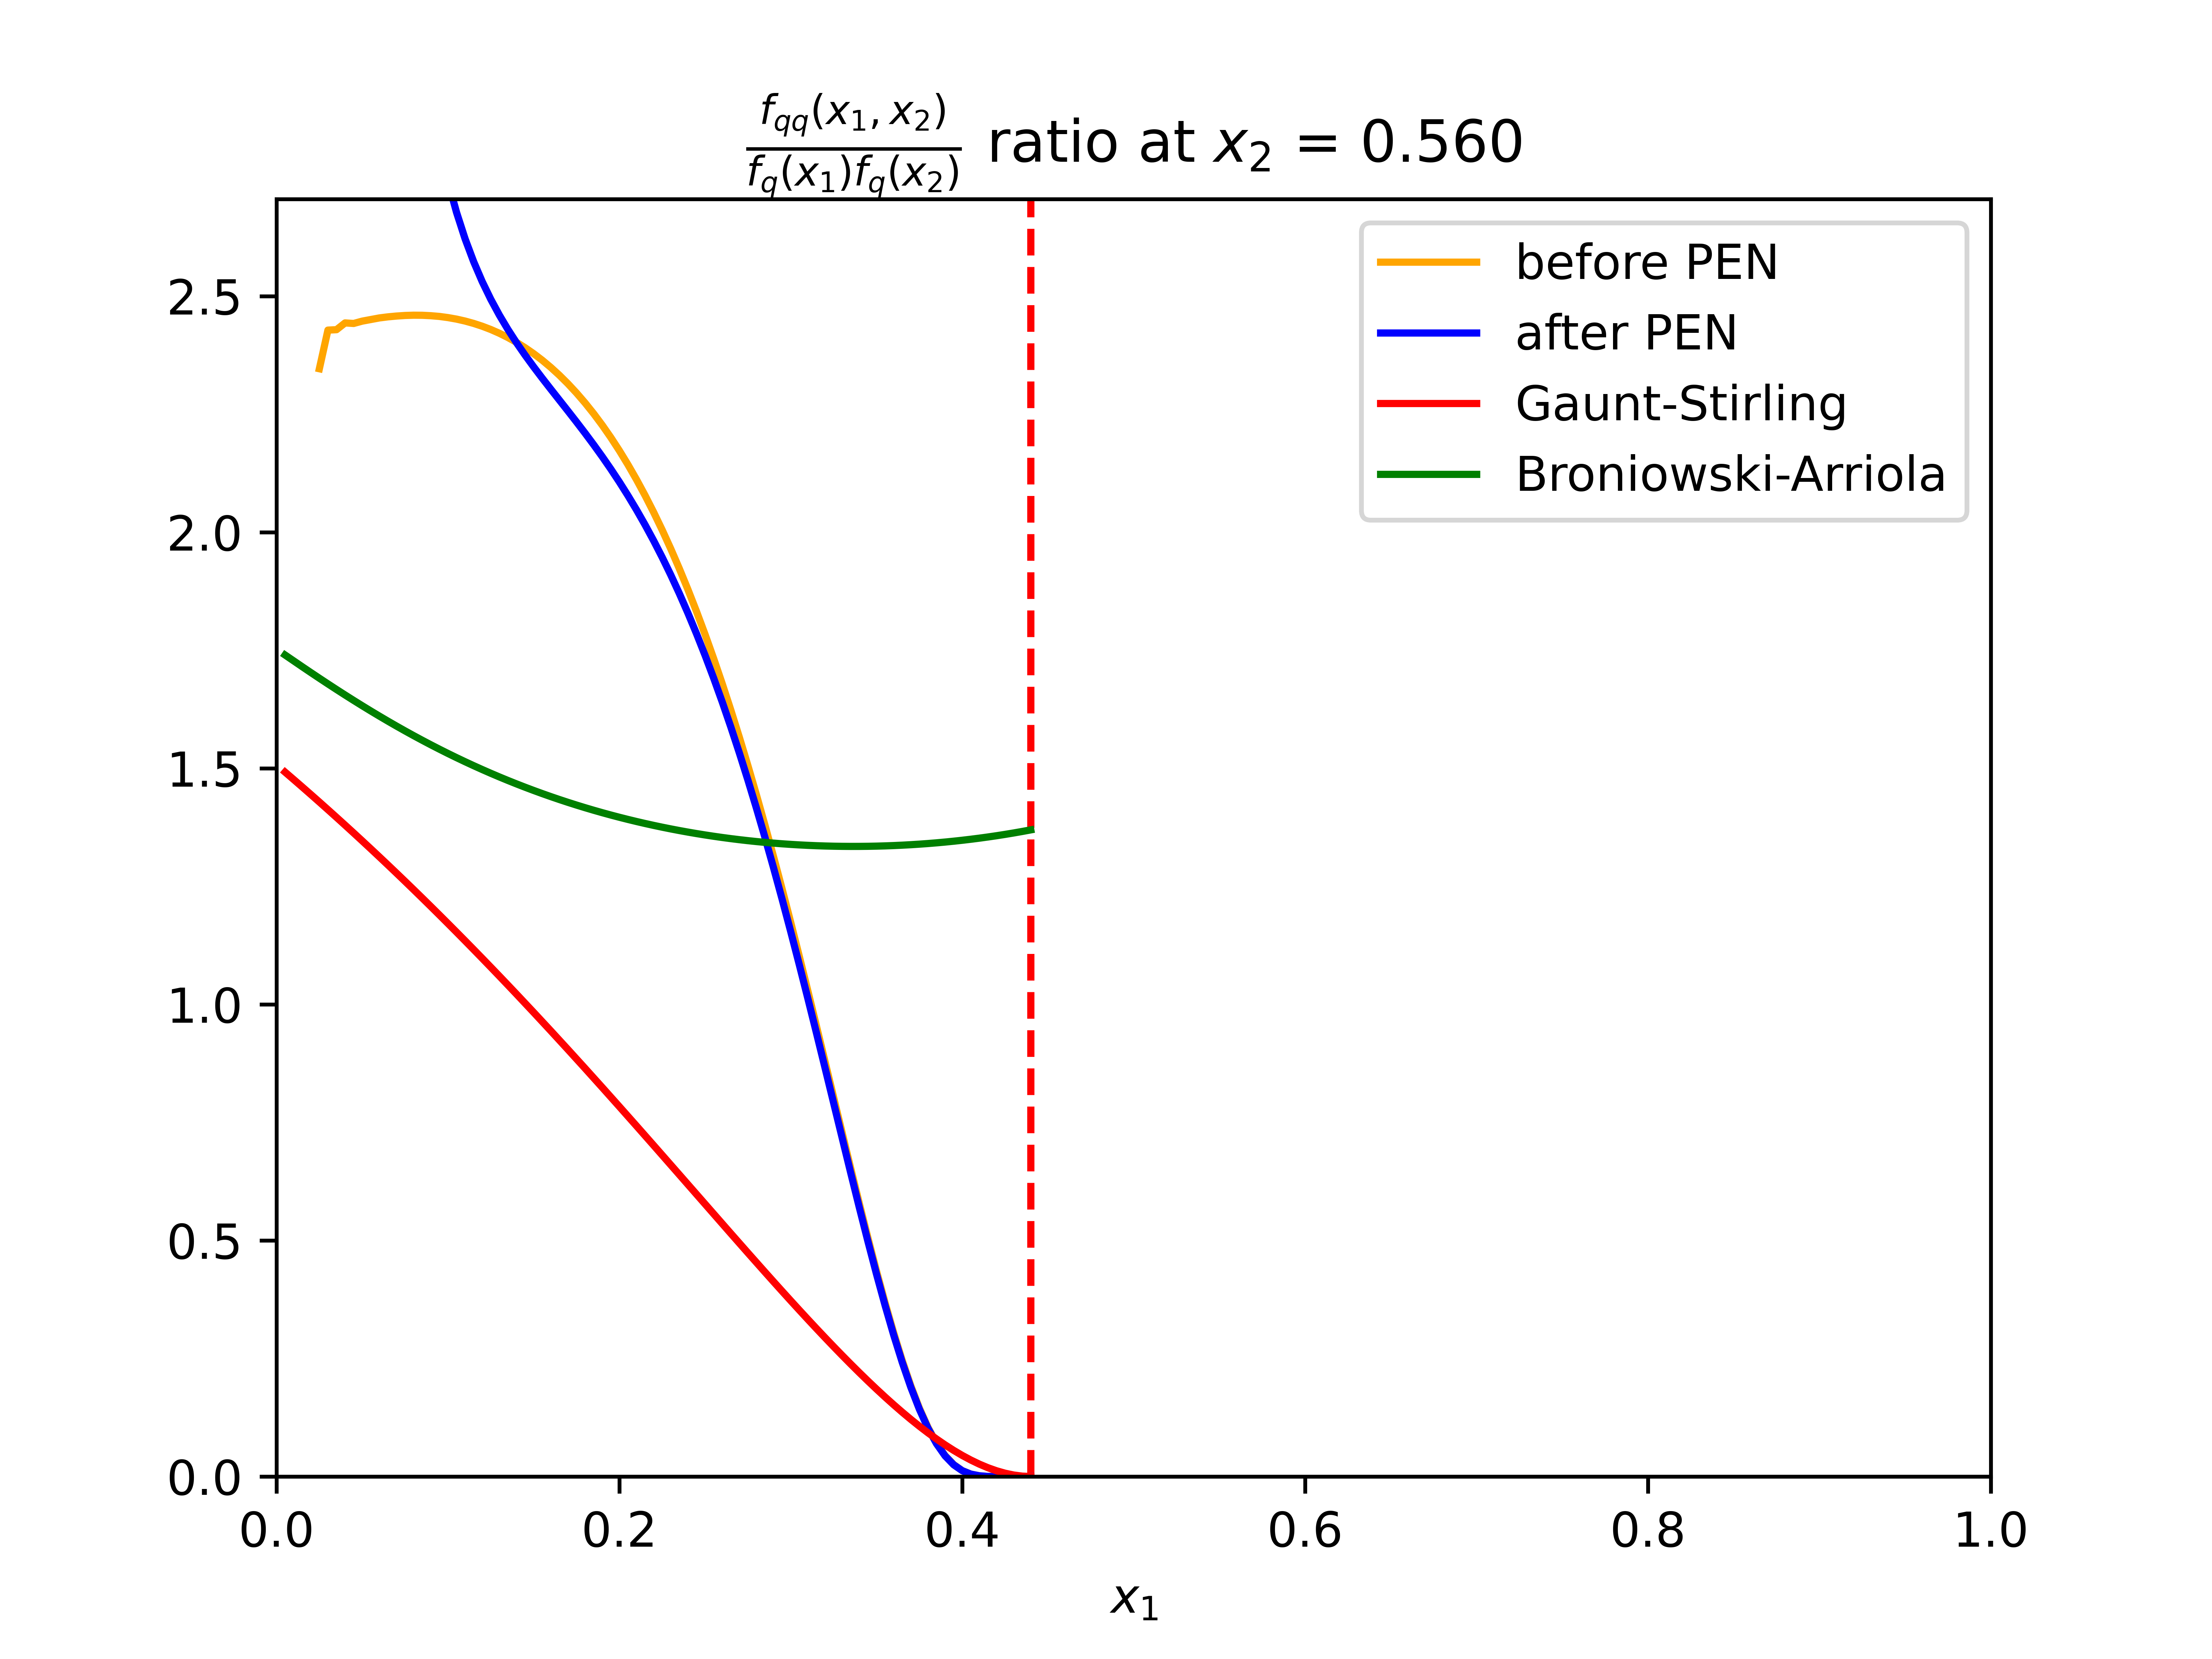 f_qq(x_1, x_2)
f_q(x_1) f_q(x_2)
ratio at x_2 = 0.560
before PEN
after PEN
Gaunt-Stirling
Broniowski-Arriola
2.5
2.0
1.5
1.0
0.5
0.0
0.0 0.2 0.4 0.6 0.8 1.0
x_1